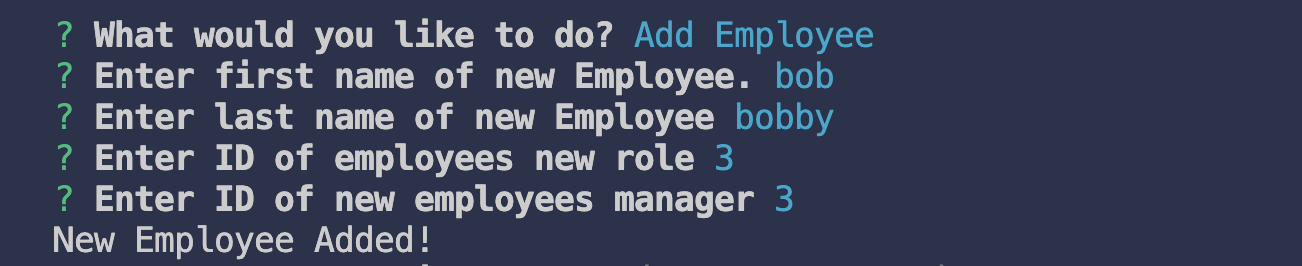 ? What would you like to do? Add Employee
? Enter first name of new Employee. bob
? Enter last name of new Employee bobby
? Enter ID of employees new role 3
? Enter ID of new employees manager 3
New Employee Added!